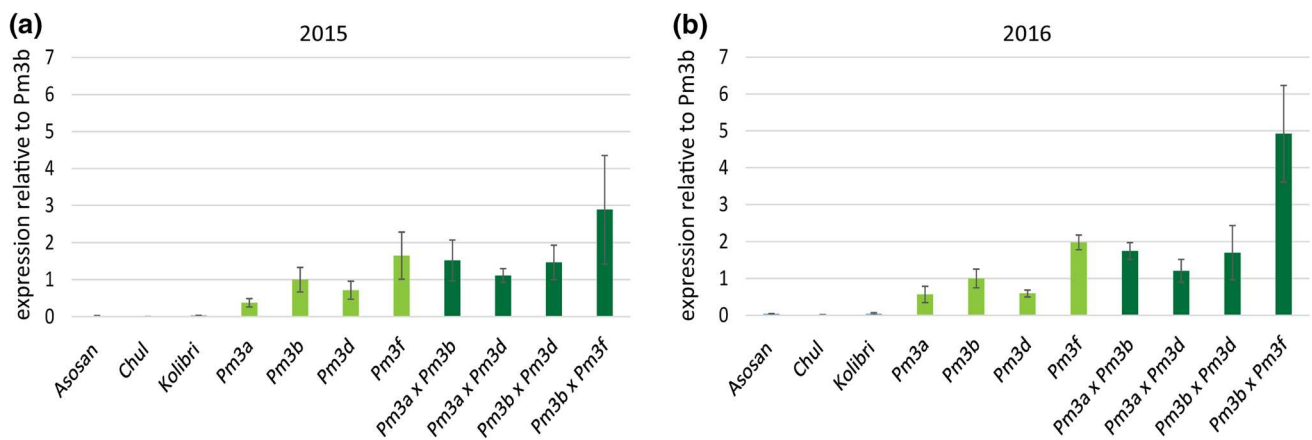 (a)
2015
expression relative to Pm3b
7
6
5
4
3
2
1
0
Asosan
Chul
Kolibri
Pm3a
Pm3b
Pm3d
Pm3f
Pm3a x Pm3b
Pm3a x Pm3d
Pm3b x Pm3d
Pm3b x Pm3f
(b)
2016
expression relative to Pm3b
7
6
5
4
3
2
1
0
Asosan
Chul
Kolibri
Pm3a
Pm3b
Pm3d
Pm3f
Pm3a x Pm3b
Pm3a x Pm3d
Pm3b x Pm3d
Pm3b x Pm3f